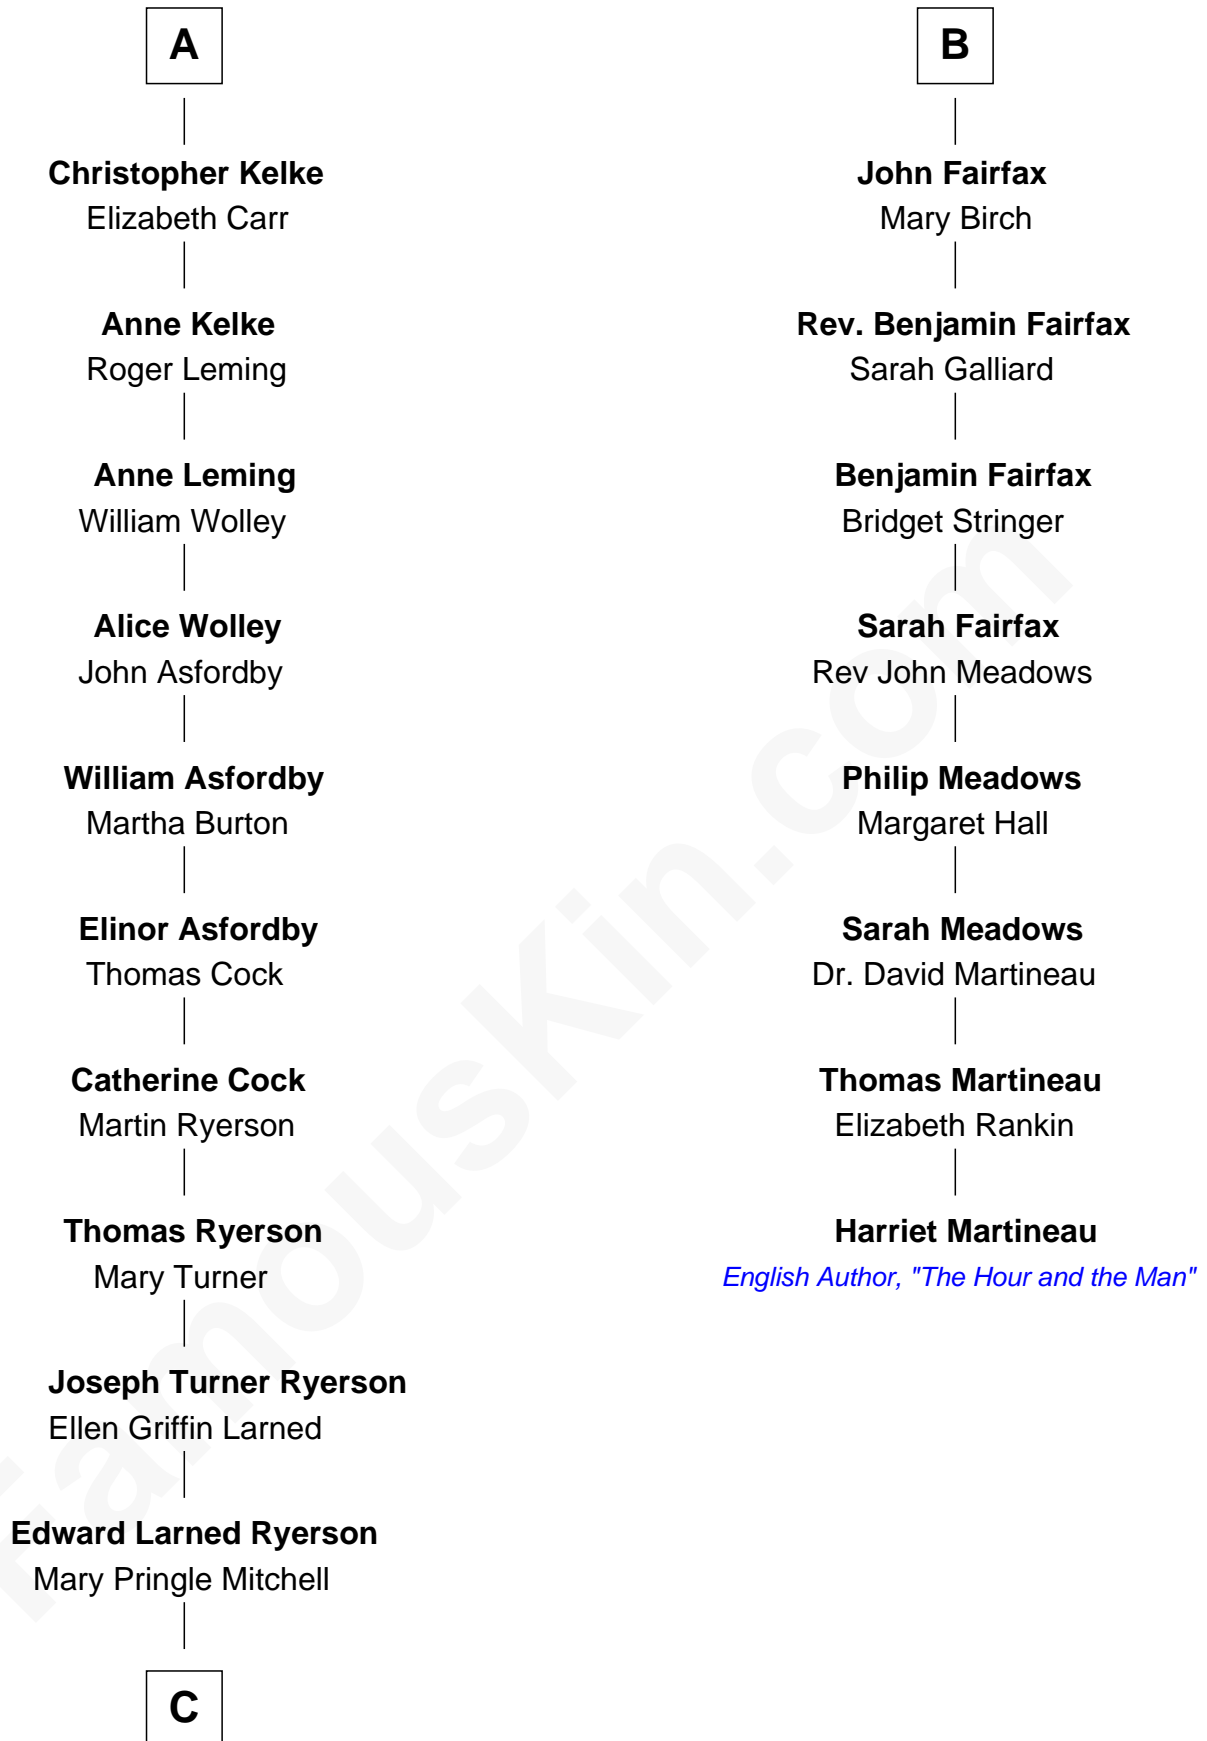 A
Christopher Kelke
Elizabeth Carr
Anne Kelke
Roger Leming
Anne Leming
William Wolley
Alice Wolley
John Asfordby
William Asfordby
Martha Burton
Elinor Asfordby
Thomas Cock
Catherine Cock
Martin Ryerson
Thomas Ryerson
Mary Turner
Joseph Turner Ryerson
Ellen Griffin Larned
Edward Larned Ryerson
Mary Pringle Mitchell
C
B
John Fairfax
Mary Birch
Rev. Benjamin Fairfax
Sarah Galliard
Benjamin Fairfax
Bridget Stringer
Sarah Fairfax
Rev John Meadows
Philip Meadows
Margaret Hall
Sarah Meadows
Dr. David Martineau
Thomas Martineau
Elizabeth Rankin
Harriet Martineau
English Author, "The Hour and the Man"
FamousKin.com